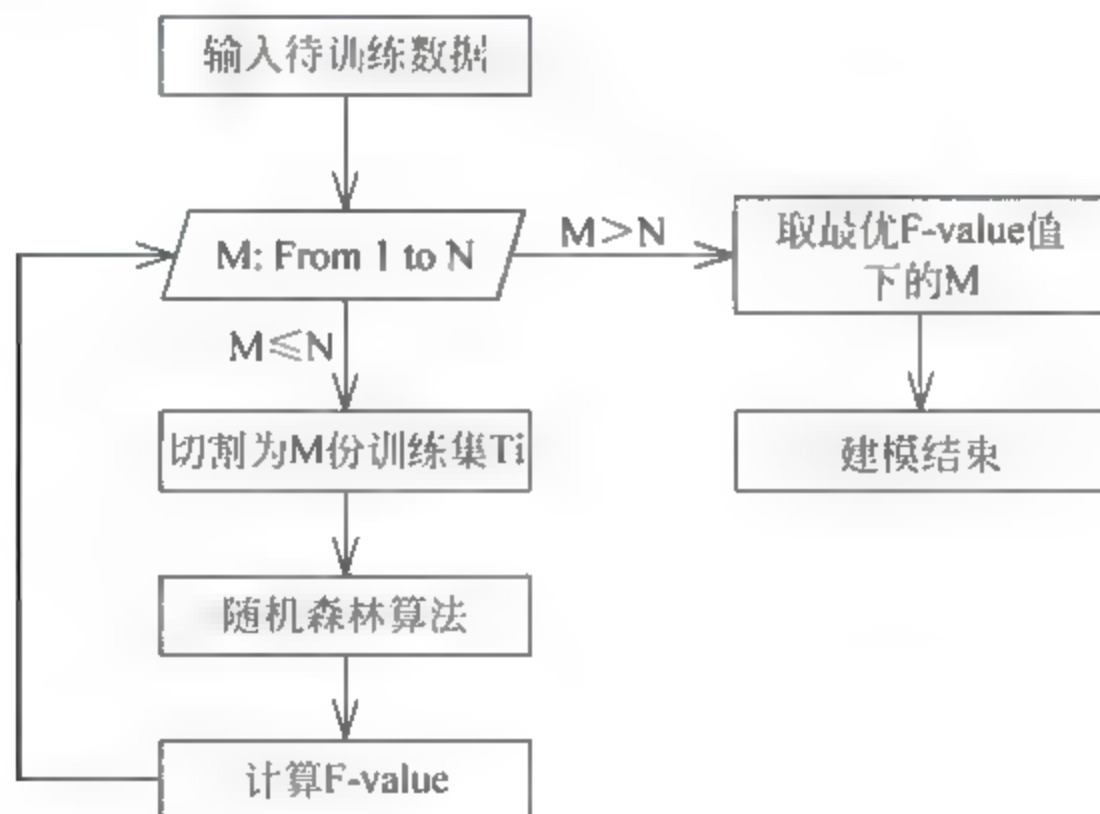 输入待训练数据
M: From 1 to N
M>N
取最优F-value值
下的M
M≤N
切割为M份训练集Ti
建模结束
随机森林算法
计算F-value